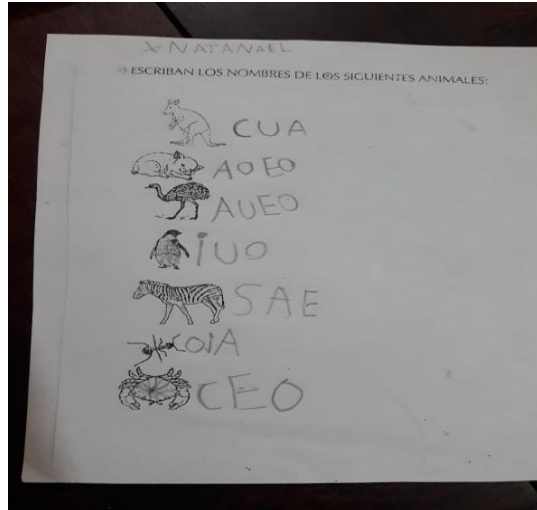 NATANAEL
ESCRIBAN LOS NOMBRES DE LOS SIGUIENTES ANIMALES:
CUA
AOEO
AUEO
iUO
SAE
OiA
CEO